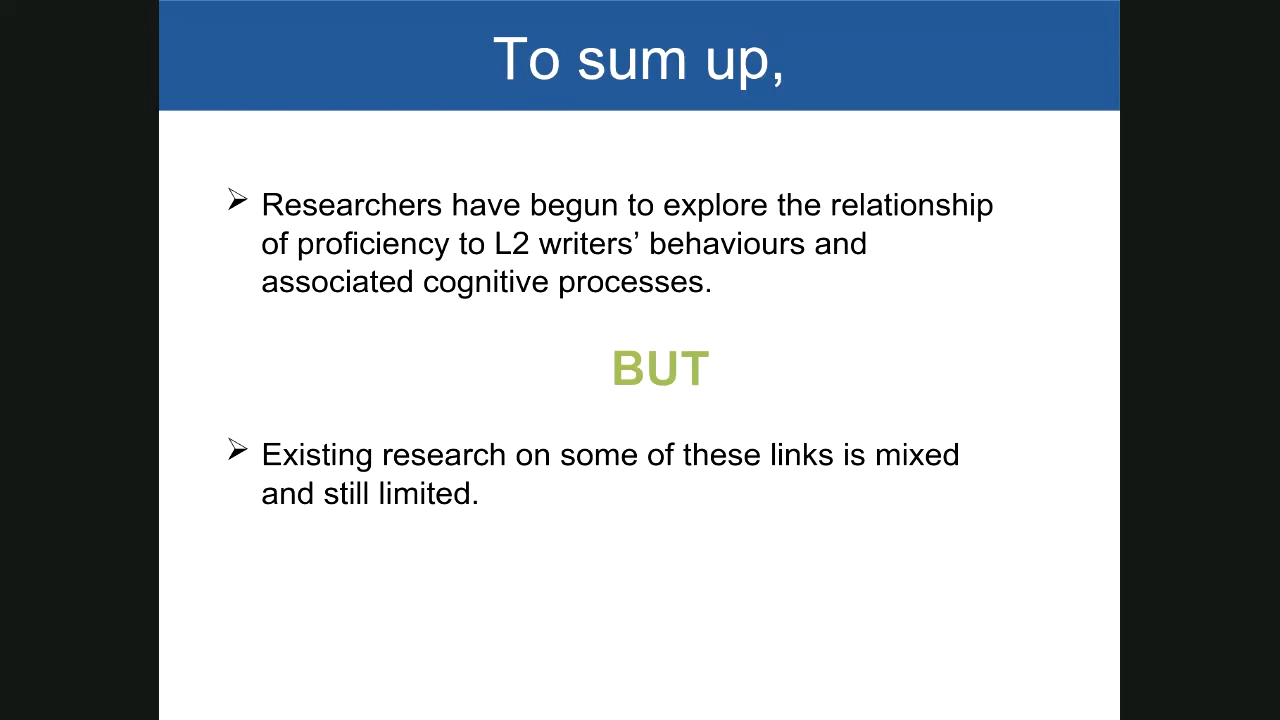 To sum up,
Researchers have begun to explore the relationship
of proficiency to L2 writers’ behaviours and
associated cognitive processes.
BUT
Existing research on some of these links is mixed
and still limited.